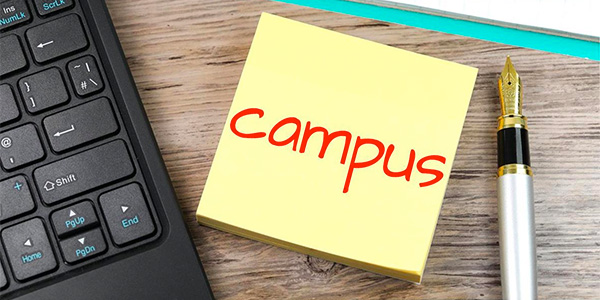 Ins
NumLk
ScrLk
}
]
"
#
\
?
Shift
PgUp
Home
PgDn
End
campus